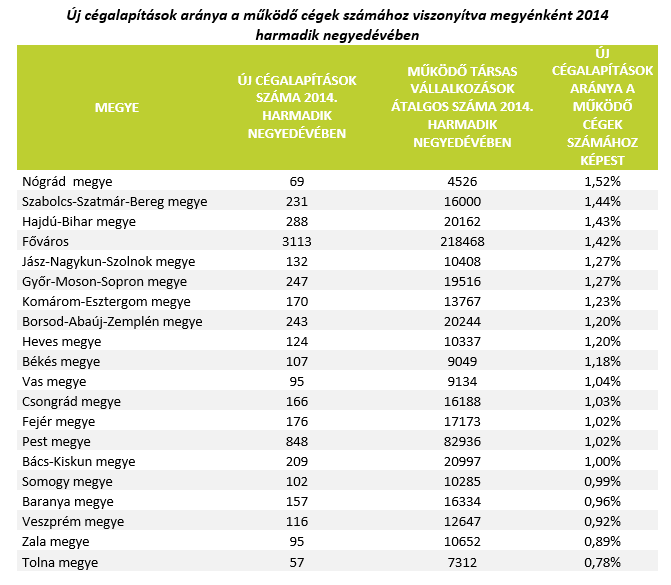 Új cégalapítások aránya a működő cégek számához viszonyítva megyénként 2014
harmadik negyedévében
MEGYE
ÚJ CÉGALAPÍTÁSOK
SZÁMA 2014.
HARMADIK
NEGYEDÉVÉBEN
MŰKÖDŐ TÁRSAS
VÁLLALKOZÁSOK
ÁTALGOS SZÁMA 2014.
HARMADIK
NEGYEDÉVÉBEN
ÚJ
CÉGALAPÍTÁSOK
ARÁNYA A
MŰKÖDŐ
CÉGEK
SZÁMÁHOZ
KÉPEST
Nógrád megye 69 4526 1,52%
Szabolcs-Szatmár-Bereg megye 231 16000 1,44%
Hajdú-Bihar megye 288 20162 1,43%
Főváros 3113 218468 1,42%
Jász-Nagykun-Szolnok megye 132 10408 1,27%
Győr-Moson-Sopron megye 247 19516 1,27%
Komárom-Esztergom megye 170 13767 1,23%
Borsod-Abaúj-Zemplén megye 243 20244 1,20%
Heves megye 124 10337 1,20%
Békés megye 107 9049 1,18%
Vas megye 95 9134 1,04%
Csongrád megye 166 16188 1,03%
Fejér megye 176 17173 1,02%
Pest megye 848 82936 1,02%
Bács-Kiskun megye 209 20997 1,00%
Somogy megye 102 10285 0,99%
Baranya megye 157 16334 0,96%
Veszprém megye 116 12647 0,92%
Zala megye 95 10652 0,89%
Tolna megye 57 7312 0,78%